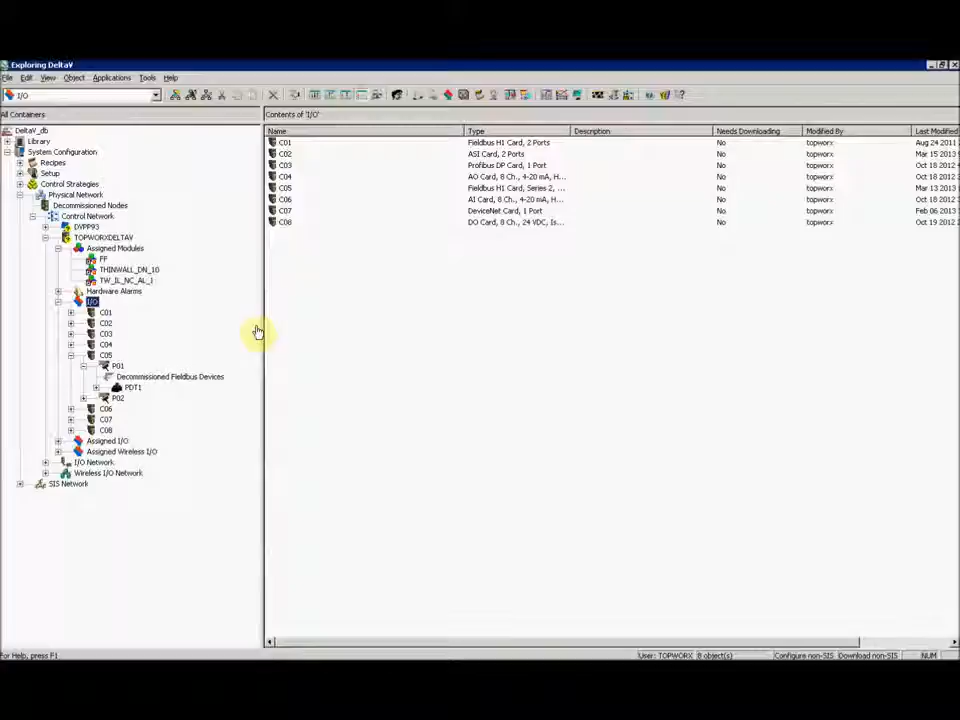 Exploring DeltaV
File Edit View Object Applications Tools Help
I/O
All Containers
Contents of 'I/O'
DeltaV_db
Library
System Configuration
Recipes
Setup
Control Strategies
Physical Network
Decommissioned Nodes
Control Network
DVPP93
TOPWORXDELTAV
Assigned Modules
FF
THINWALL_DN_10
TW_IL_NC_AL_I
Hardware Alarms
I/O
C01
C02
C03
C04
C05
P01
Decommissioned Fieldbus Devices
PDT1
P02
C06
C07
C08
Assigned I/O
Assigned Wireless I/O
I/O Network
Wireless I/O Network
SIS Network
Name Type Description Needs Downloading Modified By Last Modified
C01 Fieldbus H1 Card, 2 Ports No topworx Aug 24 2011
C02 ASI Card, 2 Ports No topworx Mar 15 2013
C03 Profibus DP Card, 1 Port No topworx Oct 18 2012
C04 AO Card, 8 Ch., 4-20 mA, H... No topworx Oct 18 2012
C05 Fieldbus H1 Card, Series 2, ... No topworx Mar 13 2013
C06 AI Card, 8 Ch., 4-20 mA, H... No topworx Oct 18 2012
C07 DeviceNet Card, 1 Port No topworx Feb 06 2013
C08 DO Card, 8 Ch., 24 VDC, Is... No topworx Oct 19 2012
For Help, press F1
User: TOPWORX 8 object(s) Configure non-SIS Download non-SIS NUM